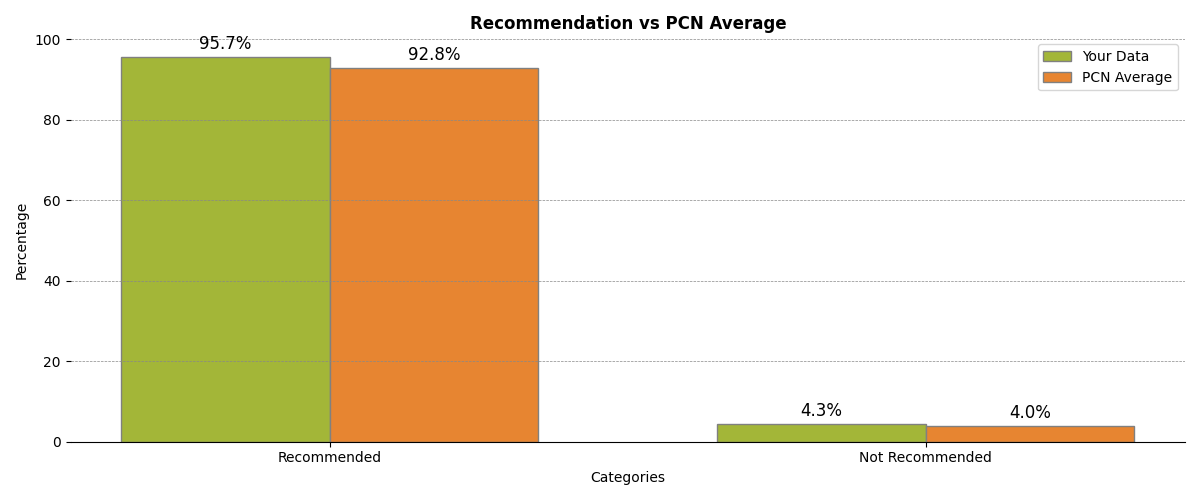 Recommendation vs PCN Average
100
80
60
40
20
0
Percentage
95.7%
92.8%
4.3%
4.0%
Your Data
PCN Average
Recommended
Not Recommended
Categories